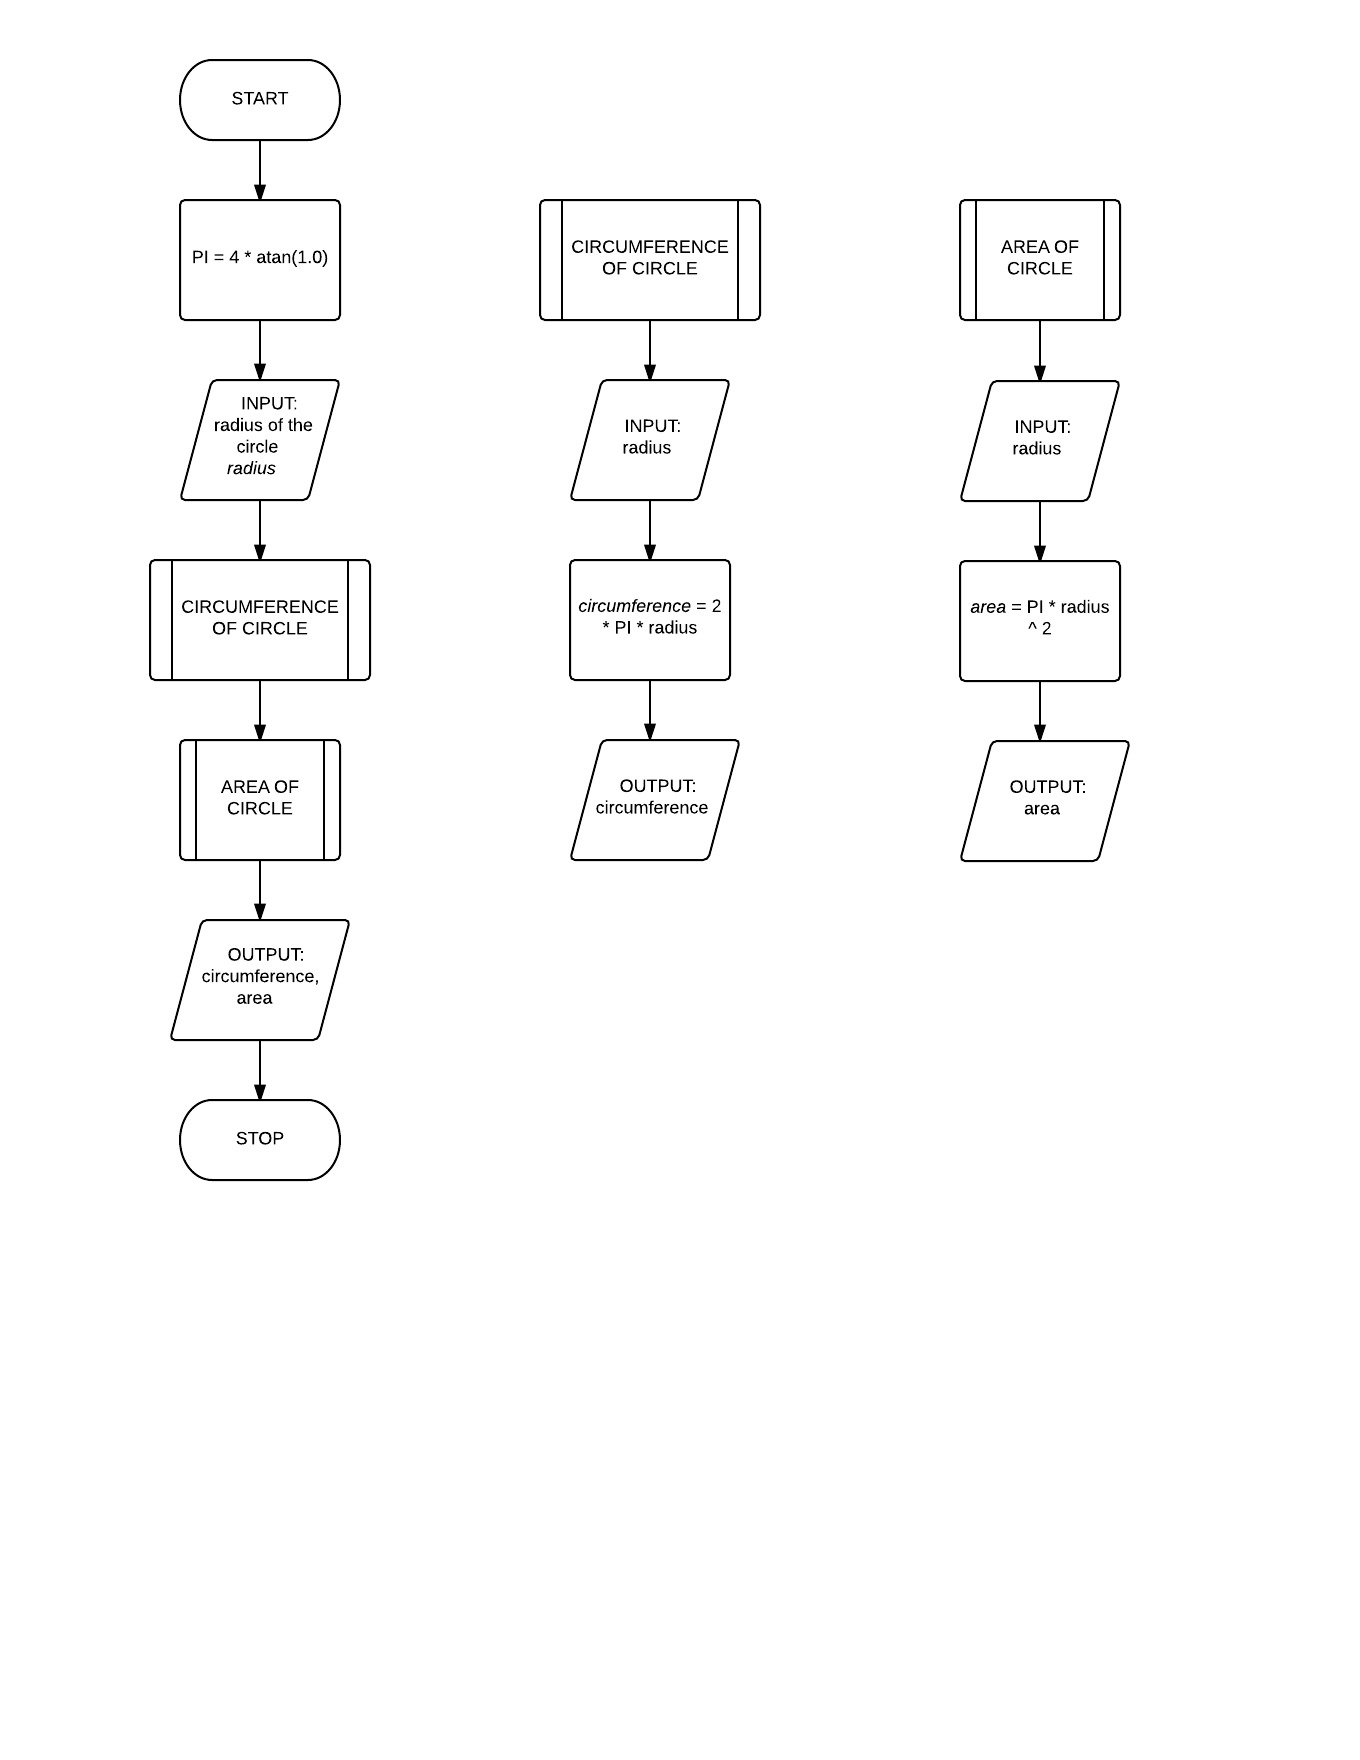 START
PI = 4 * atan(1.0)
INPUT:
radius of the
circle
radius
CIRCUMFERENCE
OF CIRCLE
AREA OF
CIRCLE
OUTPUT:
circumference,
area
STOP
CIRCUMFERENCE
OF CIRCLE
INPUT:
radius
circumference = 2
* PI * radius
OUTPUT:
circumference
AREA OF
CIRCLE
INPUT:
radius
area = PI * radius
^ 2
OUTPUT:
area